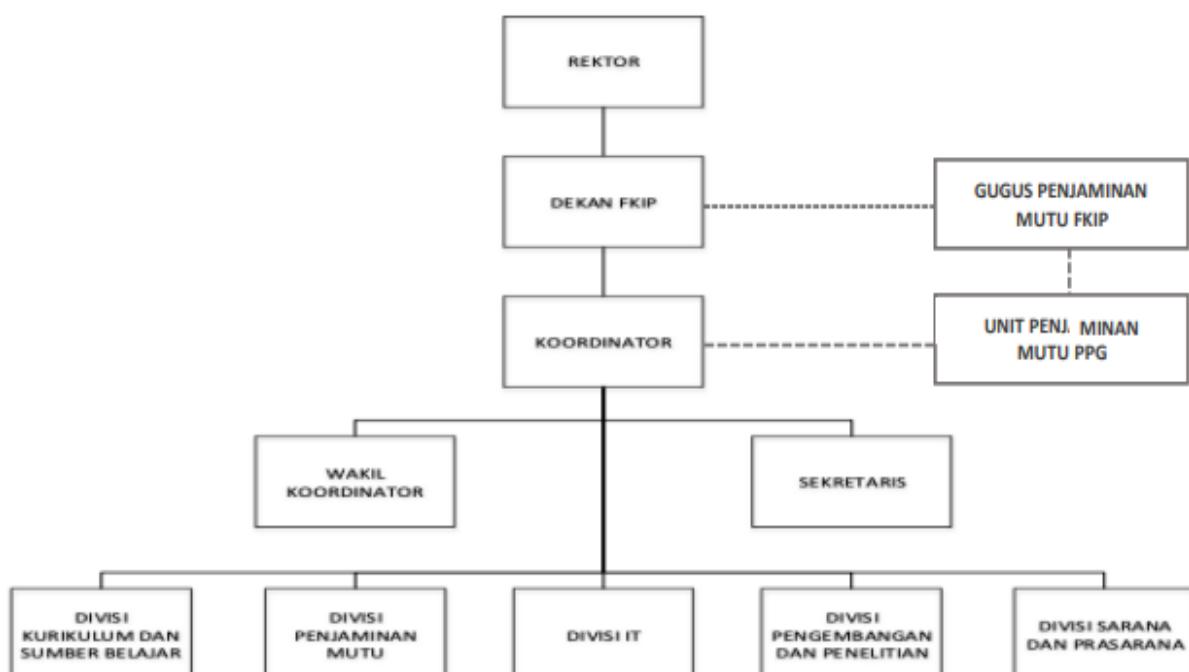 REKTOR
DEKAN FKIP
GUGUS PENJAMINAN
MUTU FKIP
KOORDINATOR
UNIT PENJ. MINAN
MUTU PPG
WAKIL
KOORDINATOR
SEKRETARIS
DIVISI
KURIKULUM DAN
SUMBER BELAJAR
DIVISI
PENJAMINAN
MUTU
DIVISI IT
DIVISI
PENGEMBANGAN
DAN PENELITIAN
DIVISI SARANA
DAN PRASARANA